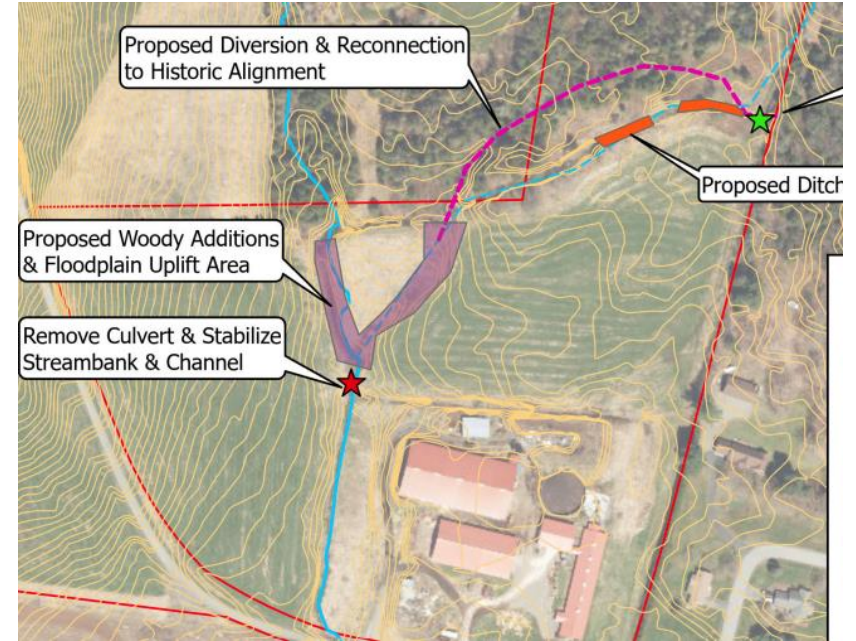 Proposed Diversion & Reconnection
to Historic Alignment
Proposed Ditch
Proposed Woody Additions
& Floodplain Uplift Area
Remove Culvert & Stabilize
Streambank & Channel